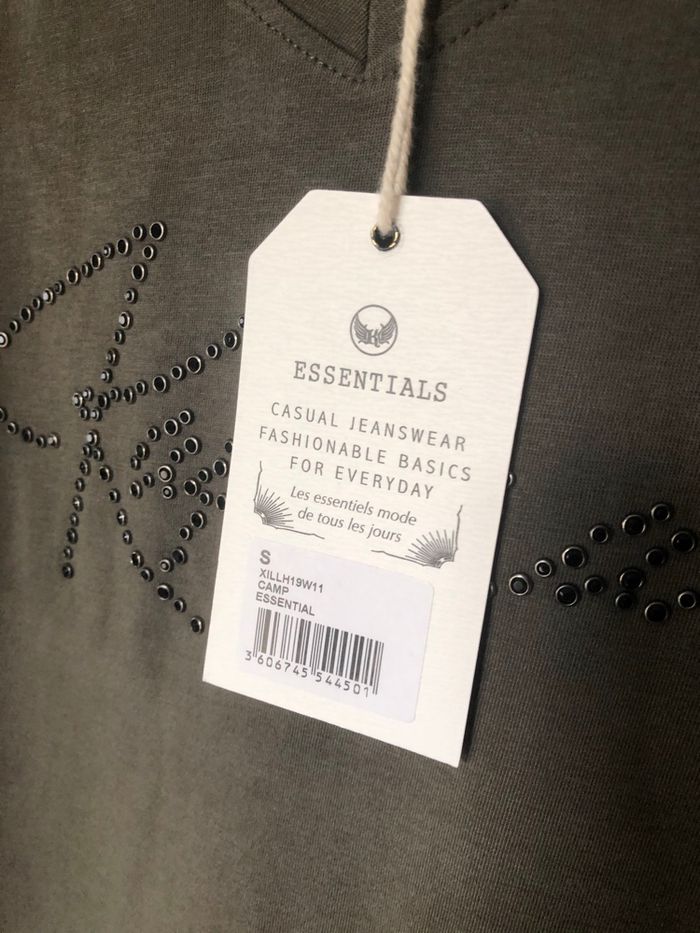 ESSENTIALS
CASUAL JEANSWEAR
FASHIONABLE BASICS
FOR EVERYDAY
Les essentiels mode
de tous les jours
S
XILLH19W11
CAMP
ESSENTIAL
3 606745 544501